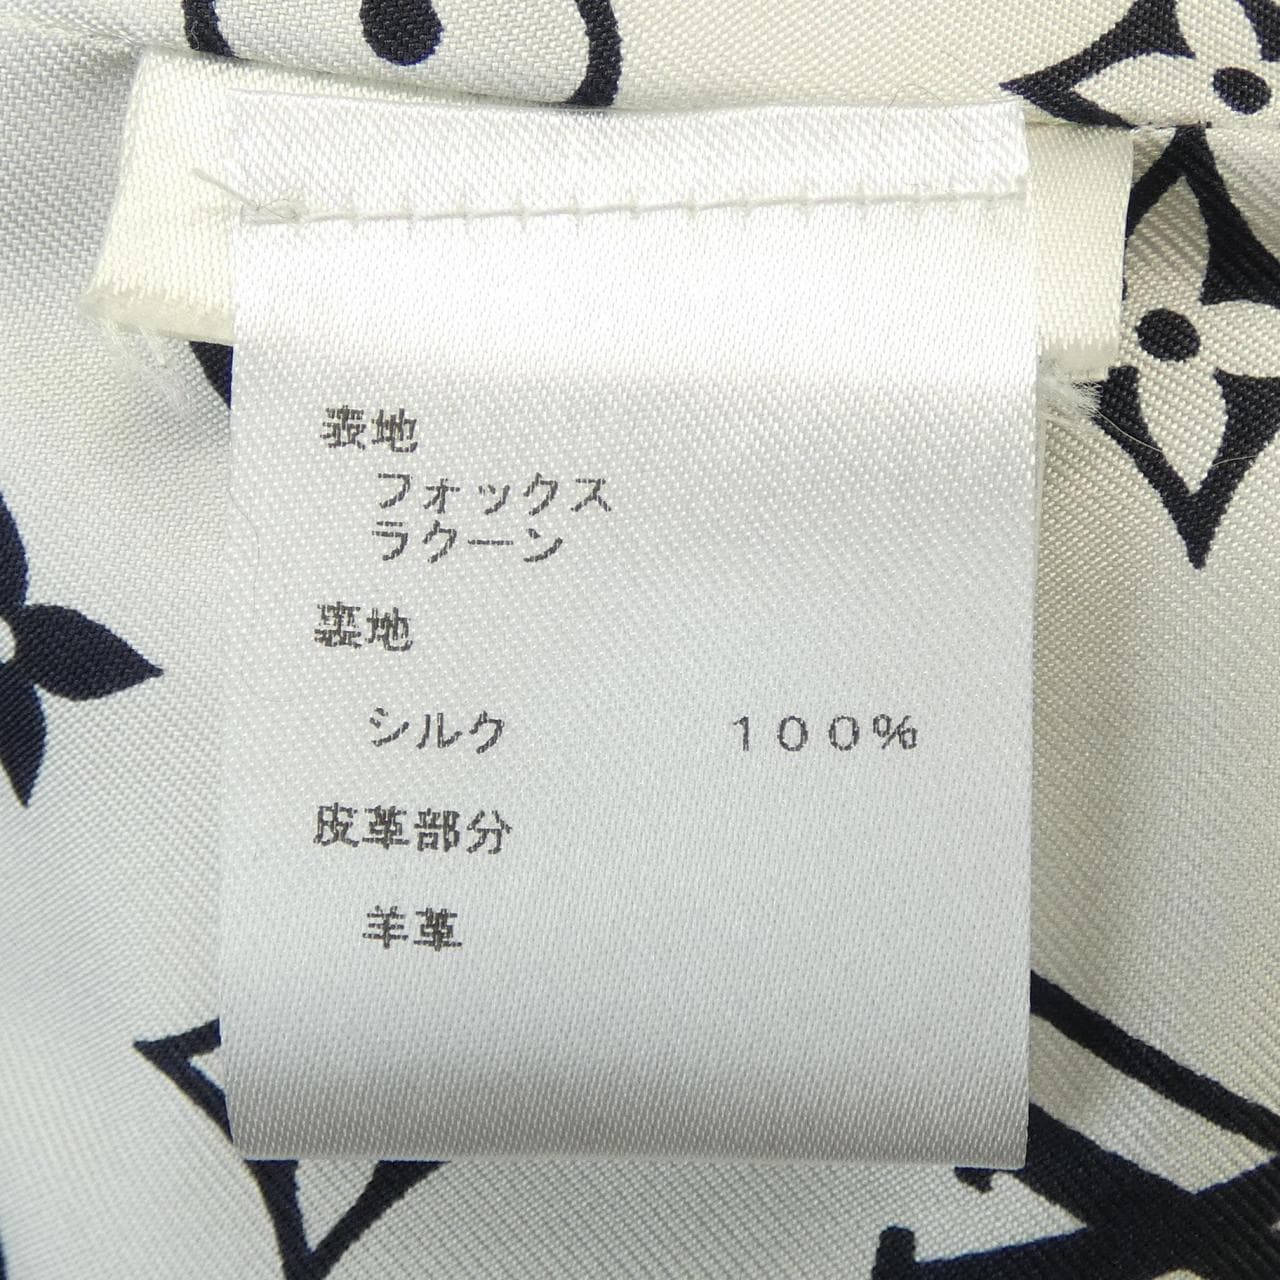 表地
フォックス
ラクーン
裏地
シルク 100%
皮革部分
羊革